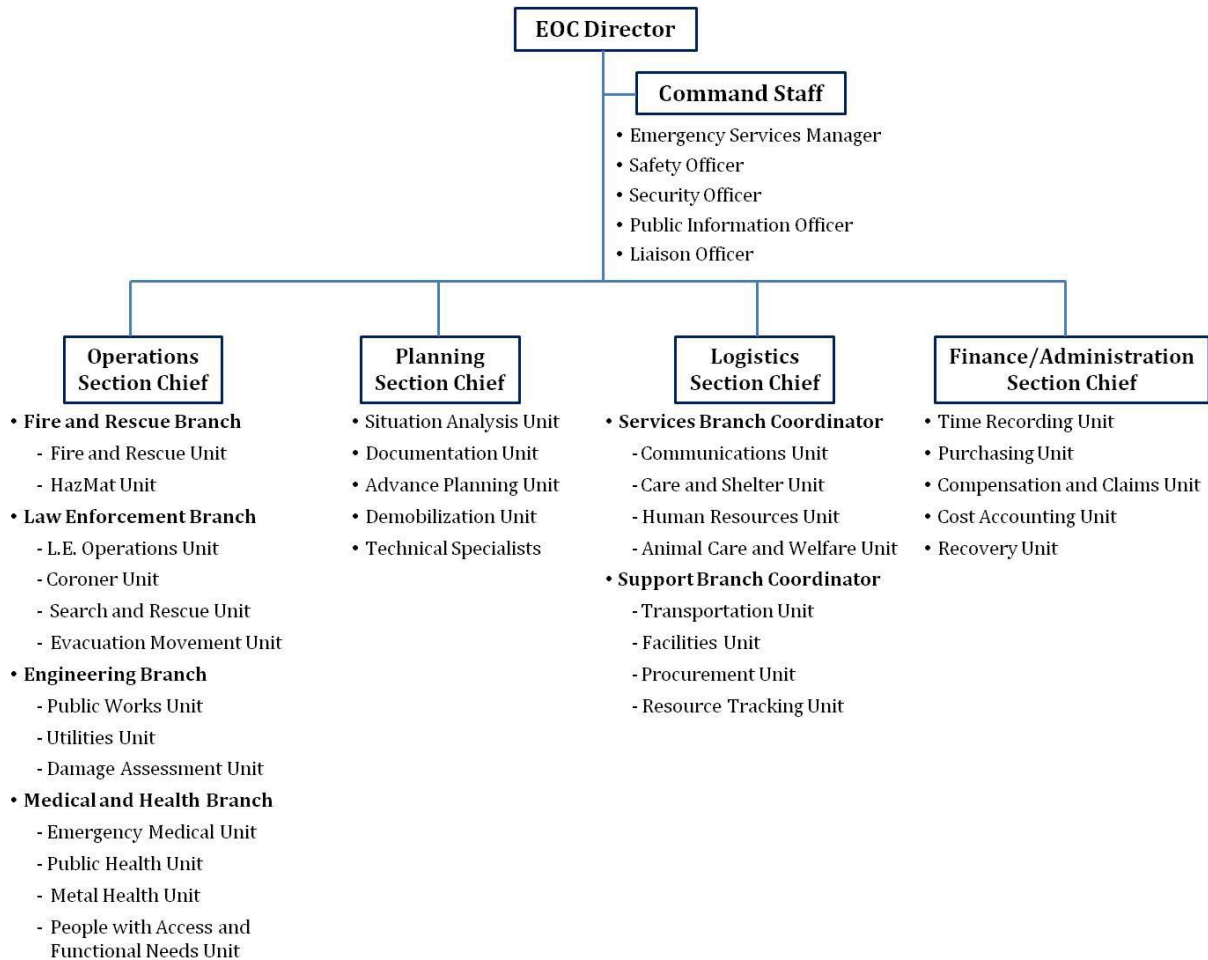 EOC Director
Command Staff
• Emergency Services Manager
• Safety Officer
• Security Officer
• Public Information Officer
• Liaison Officer
Operations
Section Chief
• Fire and Rescue Branch
- Fire and Rescue Unit
- HazMat Unit
• Law Enforcement Branch
- L.E. Operations Unit
- Coroner Unit
- Search and Rescue Unit
- Evacuation Movement Unit
• Engineering Branch
- Public Works Unit
- Utilities Unit
- Damage Assessment Unit
• Medical and Health Branch
- Emergency Medical Unit
- Public Health Unit
- Metal Health Unit
- People with Access and
Functional Needs Unit
Planning
Section Chief
• Situation Analysis Unit
• Documentation Unit
• Advance Planning Unit
• Demobilization Unit
• Technical Specialists
Logistics
Section Chief
• Services Branch Coordinator
- Communications Unit
- Care and Shelter Unit
- Human Resources Unit
- Animal Care and Welfare Unit
• Support Branch Coordinator
- Transportation Unit
- Facilities Unit
- Procurement Unit
- Resource Tracking Unit
Finance/Administration
Section Chief
• Time Recording Unit
• Purchasing Unit
• Compensation and Claims Unit
• Cost Accounting Unit
• Recovery Unit